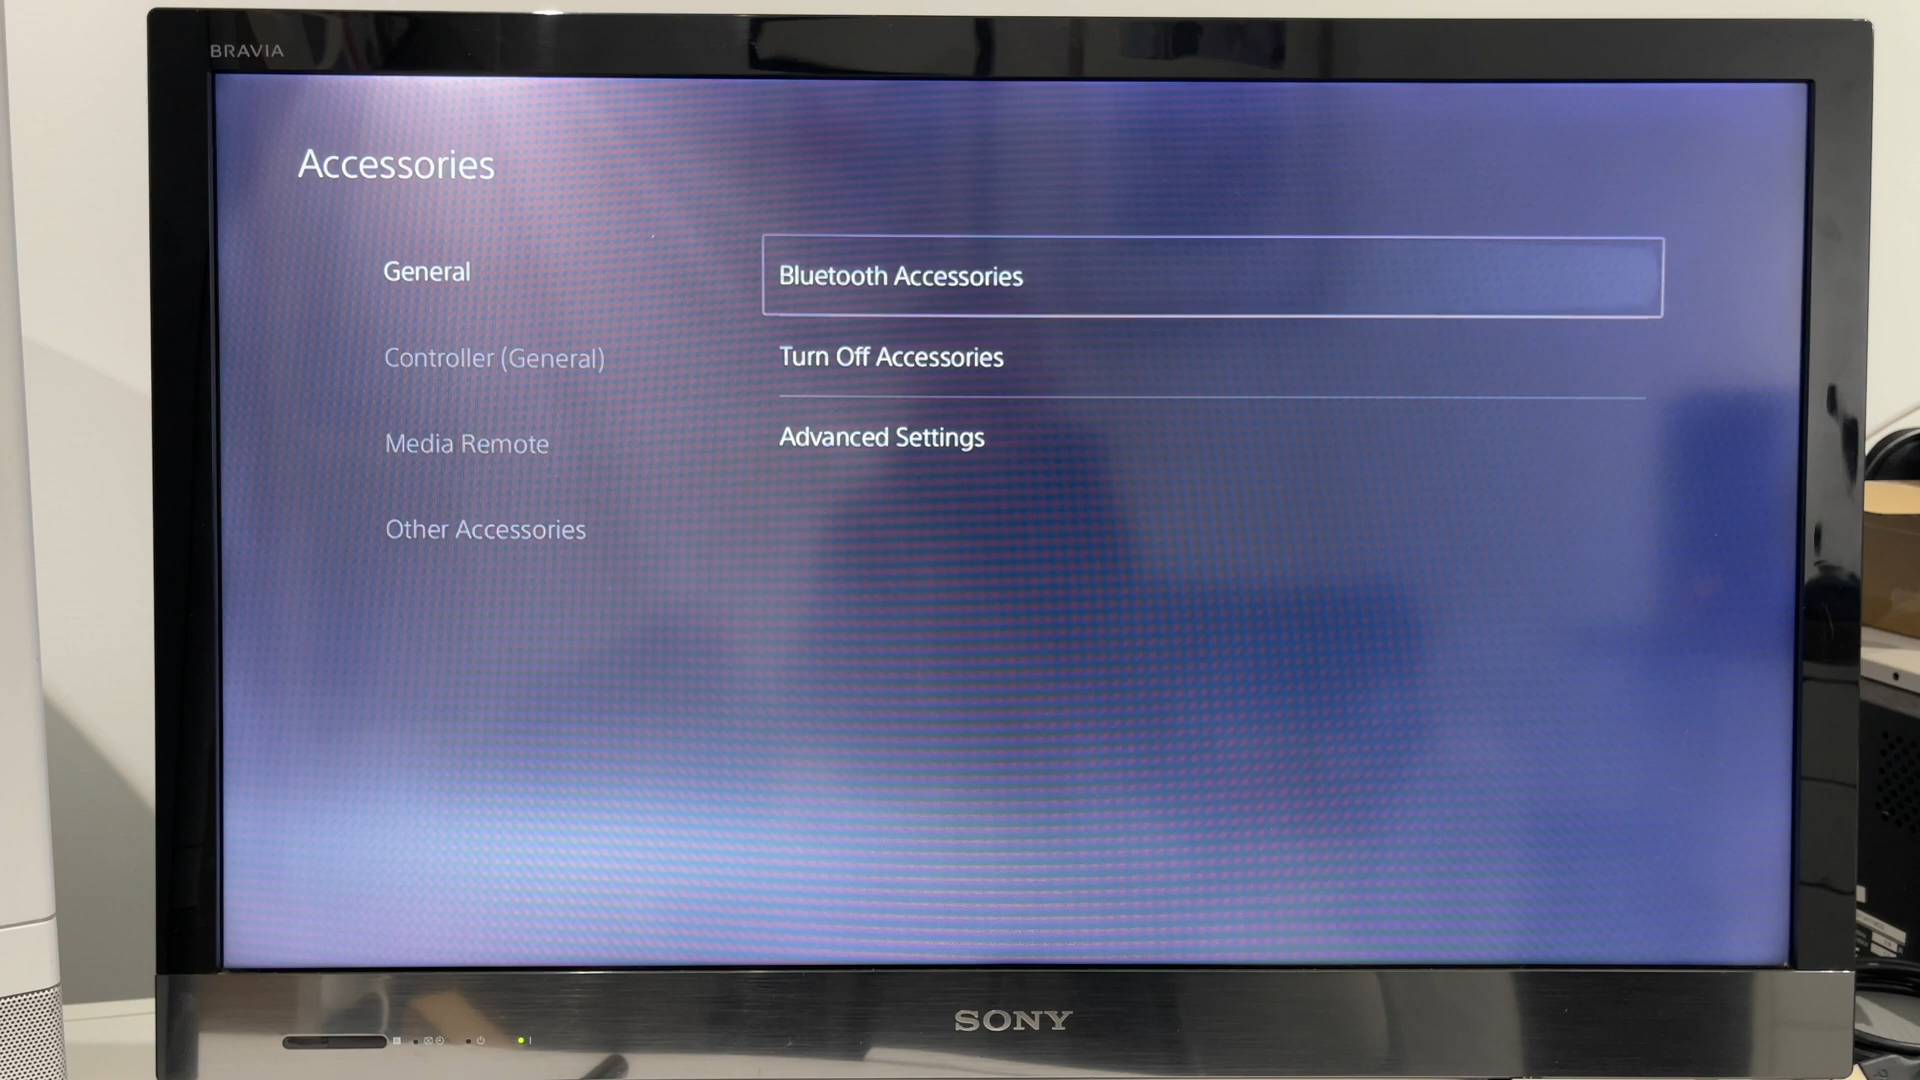 BRAVIA
Accessories
General
Controller (General)
Media Remote
Other Accessories
Bluetooth Accessories
Turn Off Accessories
Advanced Settings
SONY